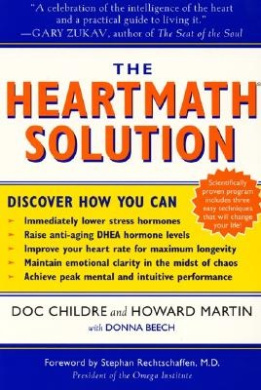 "A celebration of the intelligence of the heart
and a practical guide to living it."
—GARY ZUKAV, author of The Seat of the Soul
THE
HEARTMATH
SOLUTION
Scientifically
proven program
includes three
easy techniques
that will change
your life!
DISCOVER HOW YOU CAN
Immediately lower stress hormones
Raise anti-aging DHEA hormone levels
Improve your heart rate for maximum longevity
Maintain emotional clarity in the midst of chaos
Achieve peak mental and intuitive performance
DOC CHILDRE and HOWARD MARTIN
with DONNA BEECH
Foreword by Stephan Rechtschaffen, M.D.
President of the Omega Institute